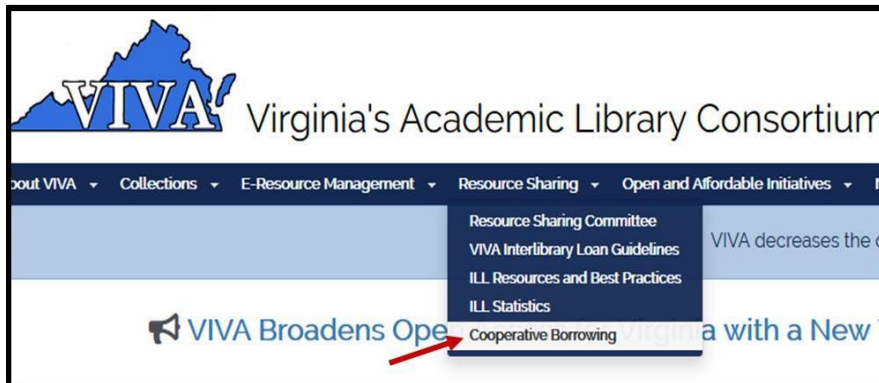 VIVA
Virginia's Academic Library Consortium
bout VIVA Collections E-Resource Management Resource Sharing Open and Affordable Initiatives
Resource Sharing Committee
VIVA Interlibrary Loan Guidelines
VIVA decreases the
ILL Resources and Best Practices
ILL Statistics
VIVA Broadens Ope a with a New
Cooperative Borrowing